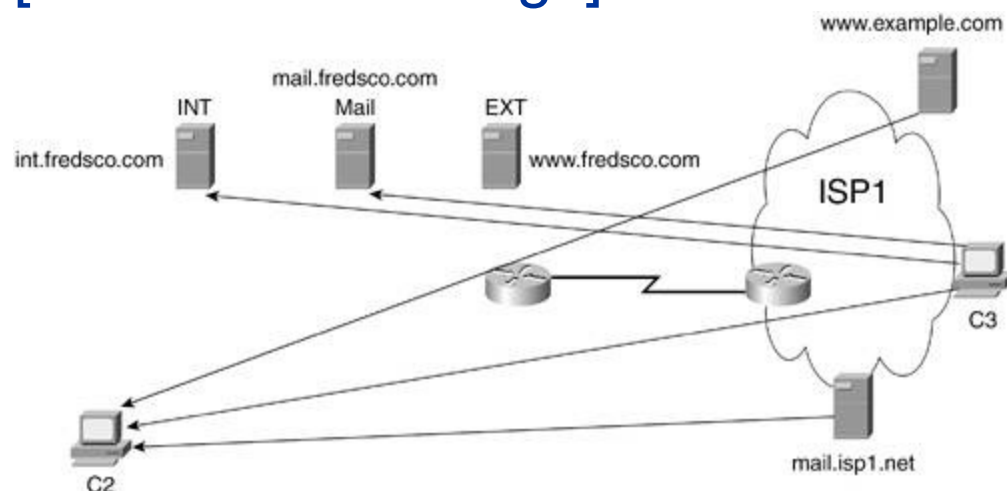 www.example.com
mail.fredsco.com
INT
Mail
EXT
int.fredsco.com
www.fredsco.com
ISP1
C3
mail.isp1.net
C2